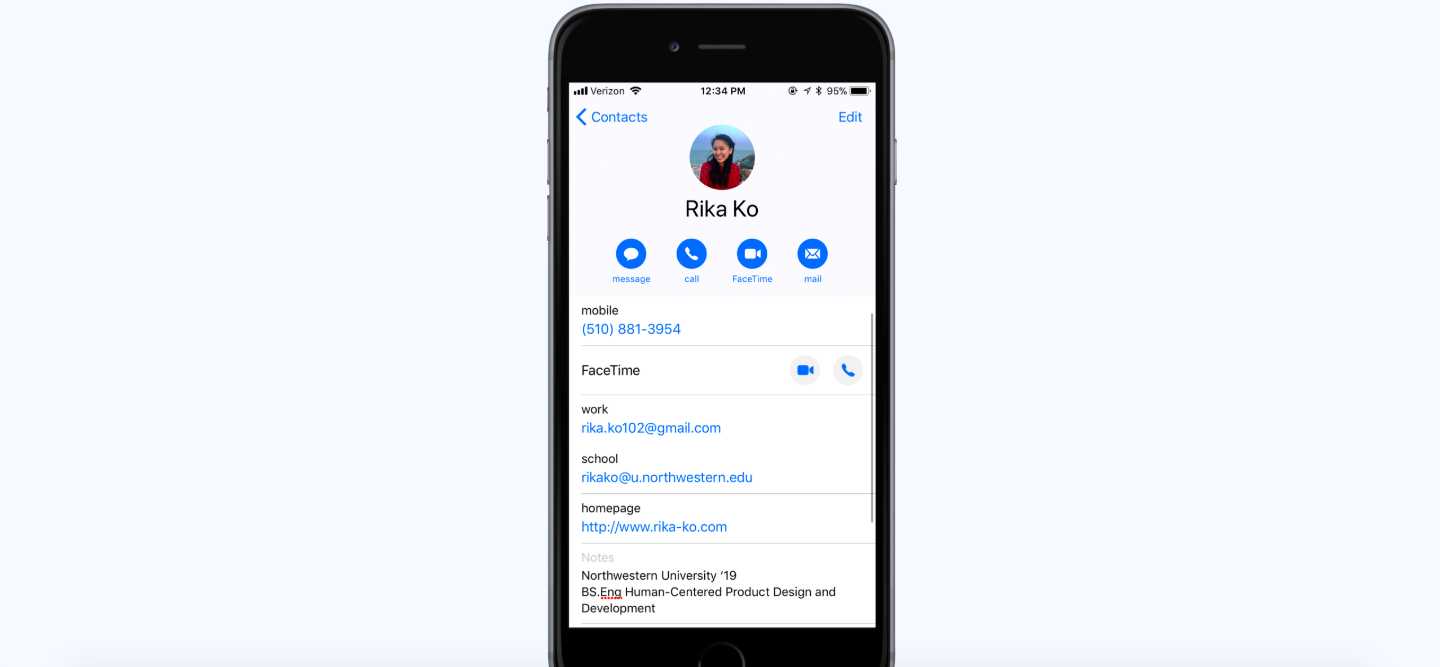 Verizon 12:34 PM 95%
Contacts Edit
Rika Ko
message call FaceTime mail
mobile
(510) 881-3954
FaceTime
work
rika.ko102@gmail.com
school
rikako@u.northwestern.edu
homepage
http://www.rika-ko.com
Notes
Northwestern University ‘19
BS.Eng Human-Centered Product Design and
Development